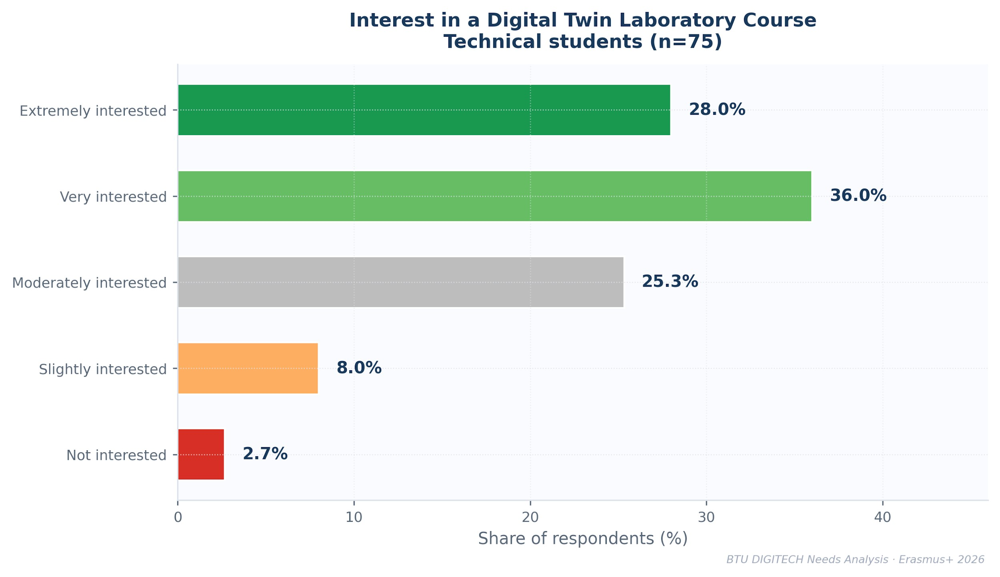 Interest in a Digital Twin Laboratory Course
Technical students (n=75)
Extremely interested
28.0%
Very interested
36.0%
Moderately interested
25.3%
Slightly interested
8.0%
Not interested
2.7%
0
10
20
30
40
Share of respondents (%)
BTU DIGITECH Needs Analysis · Erasmus+ 2026